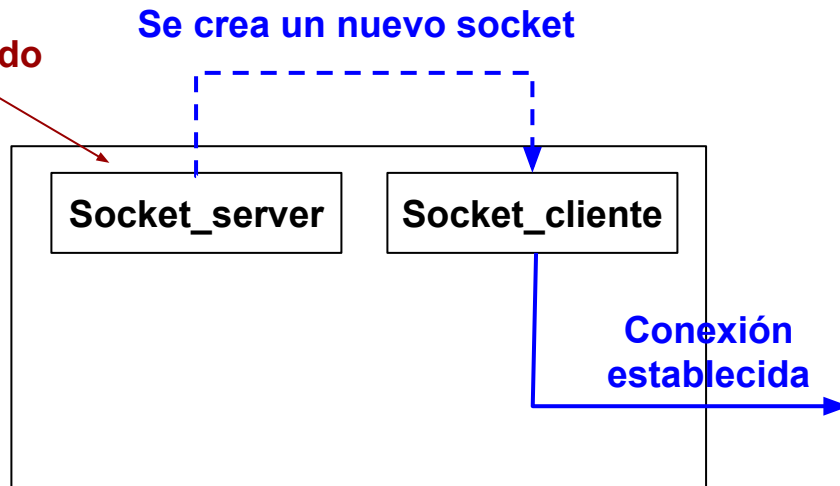 Se crea un nuevo socket
do
Socket_server
Socket_cliente
Conexión
establecida